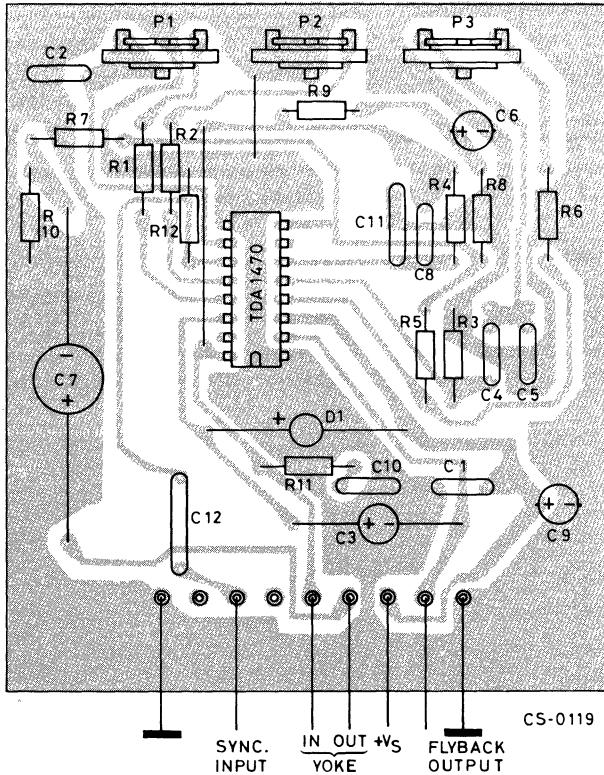 P1 P2 P3
C2
R9
C6
R7
R2
R1
R4 R8
R6
R10
R12
C11
C8
TDA1470
R5 R3
C4 C5
-
C7
+
+ D1
R11
C10 C1
C12
C3
+ -
+ -
C9
CS-0119
SYNC. INPUT
IN OUT
YOKE
+VS
FLYBACK OUTPUT